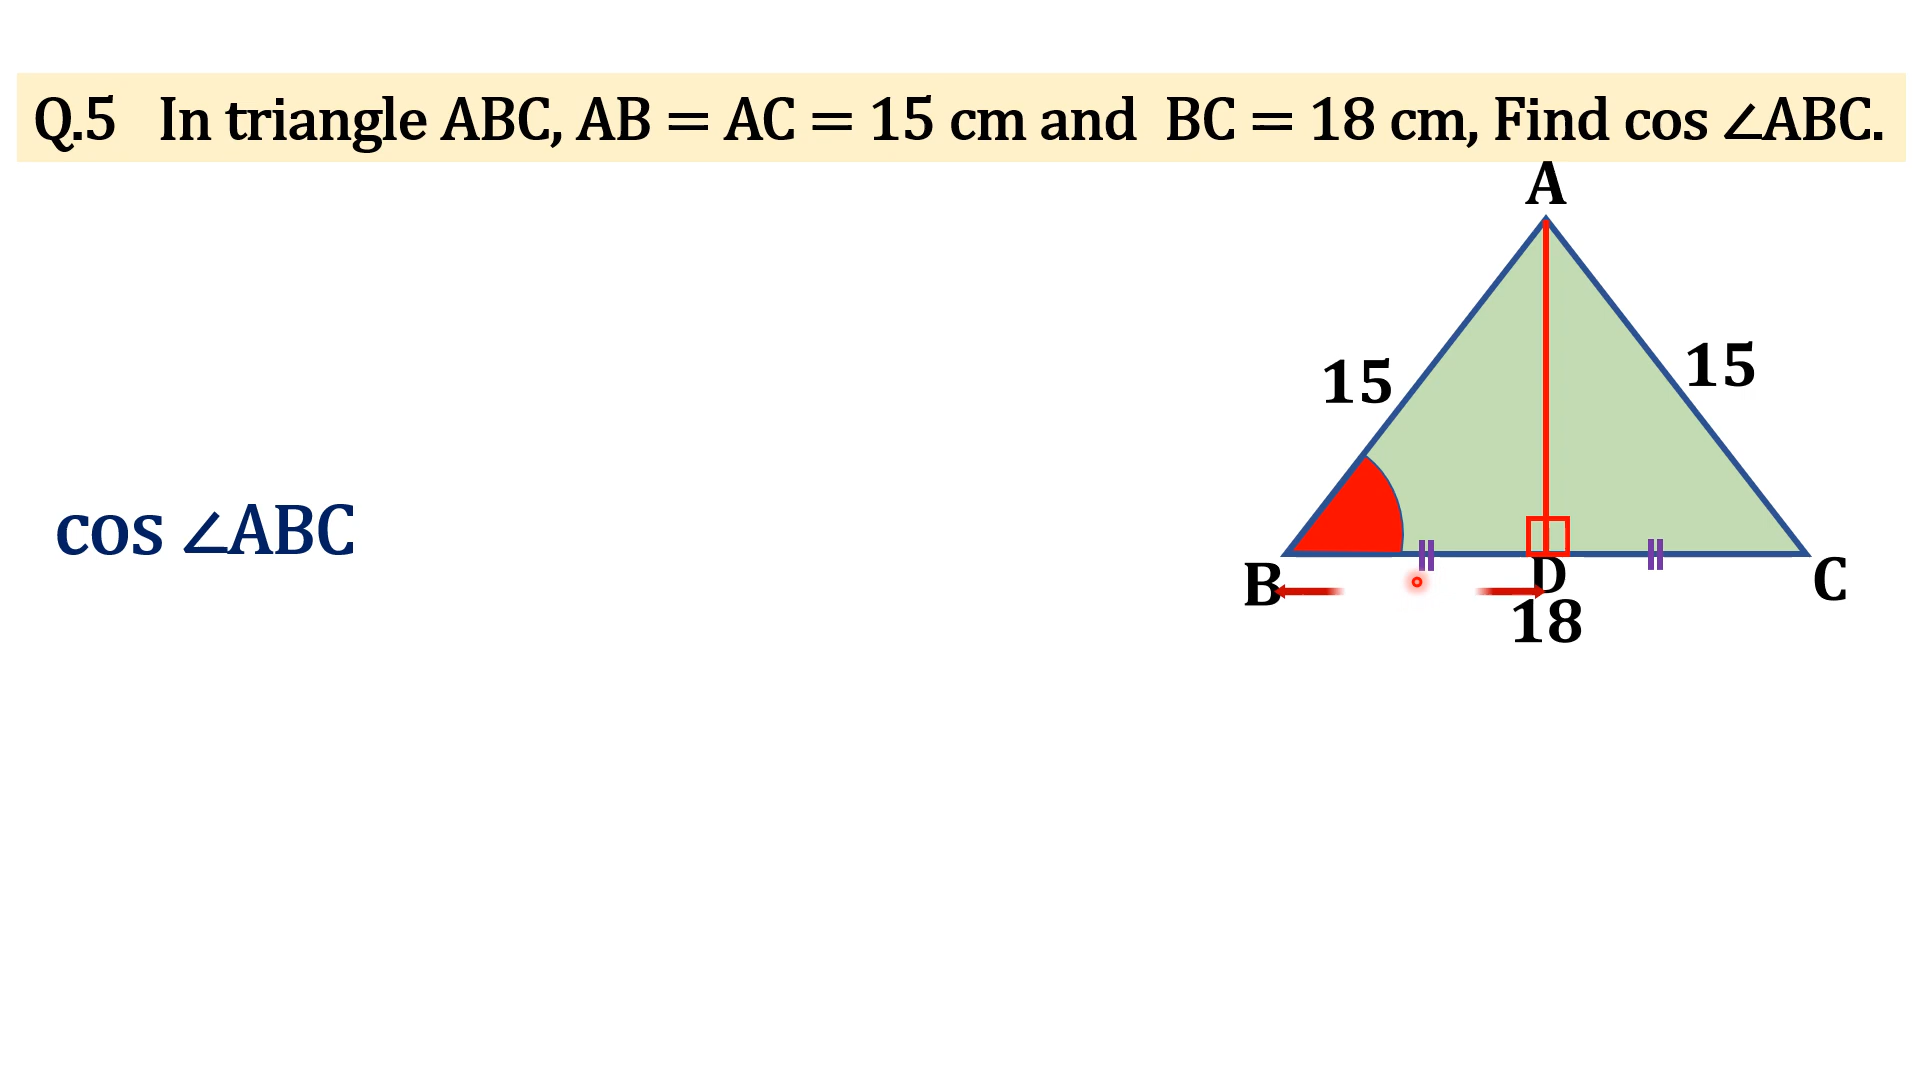 Q.5 In triangle ABC, AB = AC = 15 cm and BC = 18 cm, Find cos ∠ABC.
A
15
15
cos ∠ABC
B
D
C
18